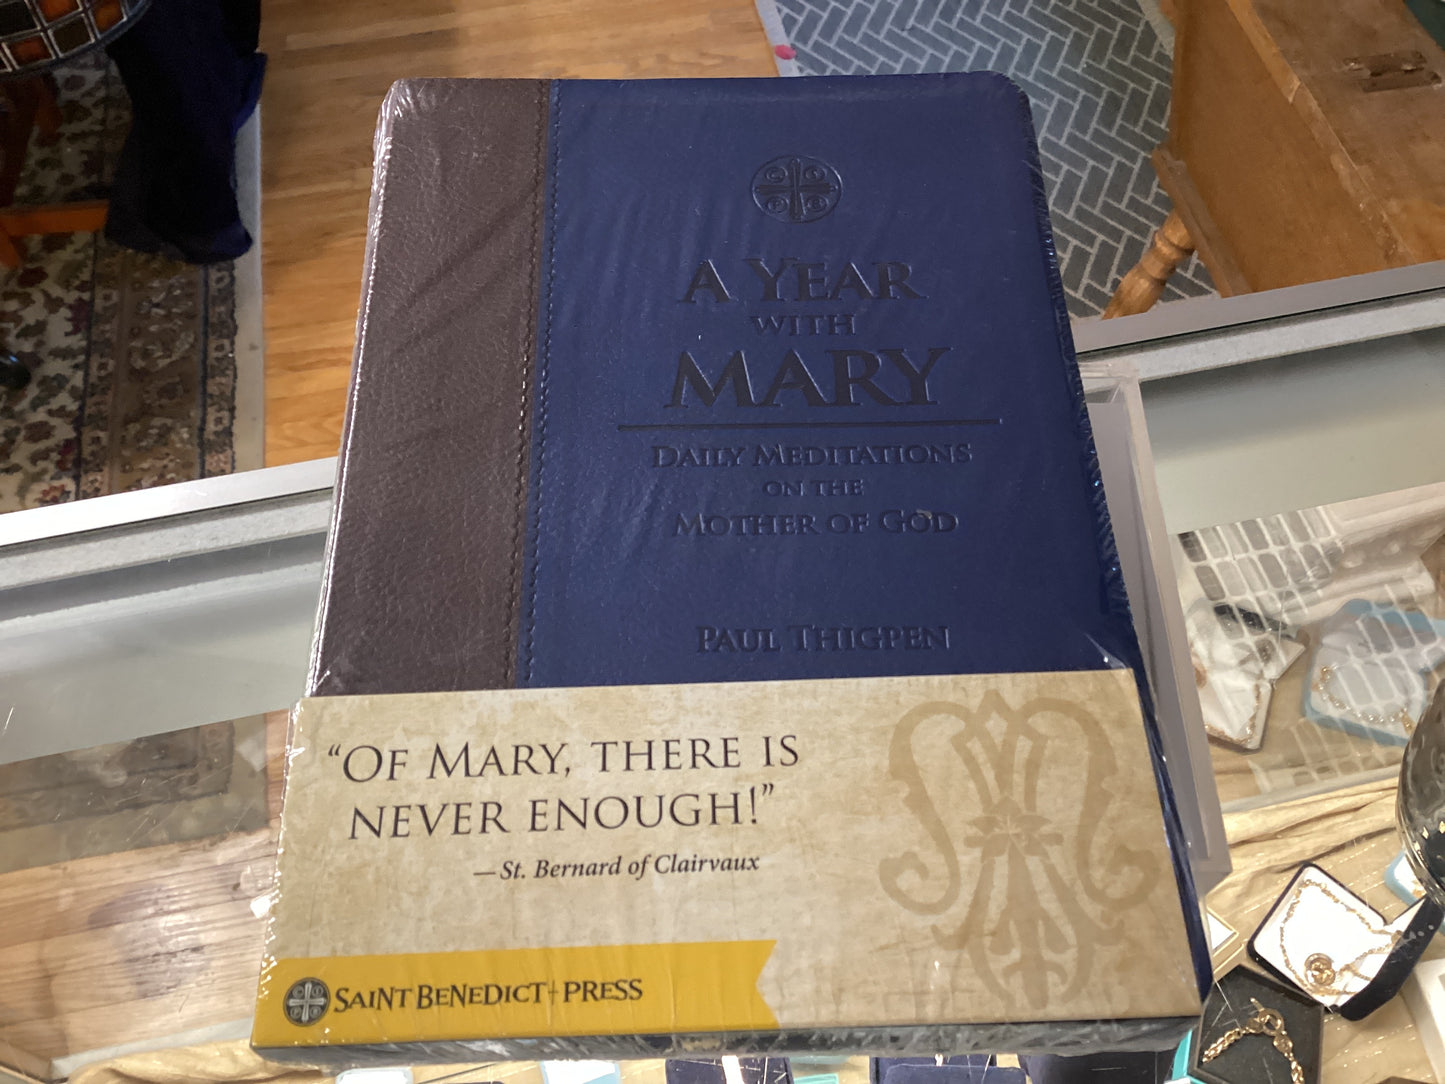 A YEAR
WITH
MARY
DAILY MEDITATIONS
ON THE
MOTHER OF GOD
PAUL THIGPEN
“OF MARY, THERE IS
NEVER ENOUGH!”
—St. Bernard of Clairvaux
SAINT BENEDICT PRESS